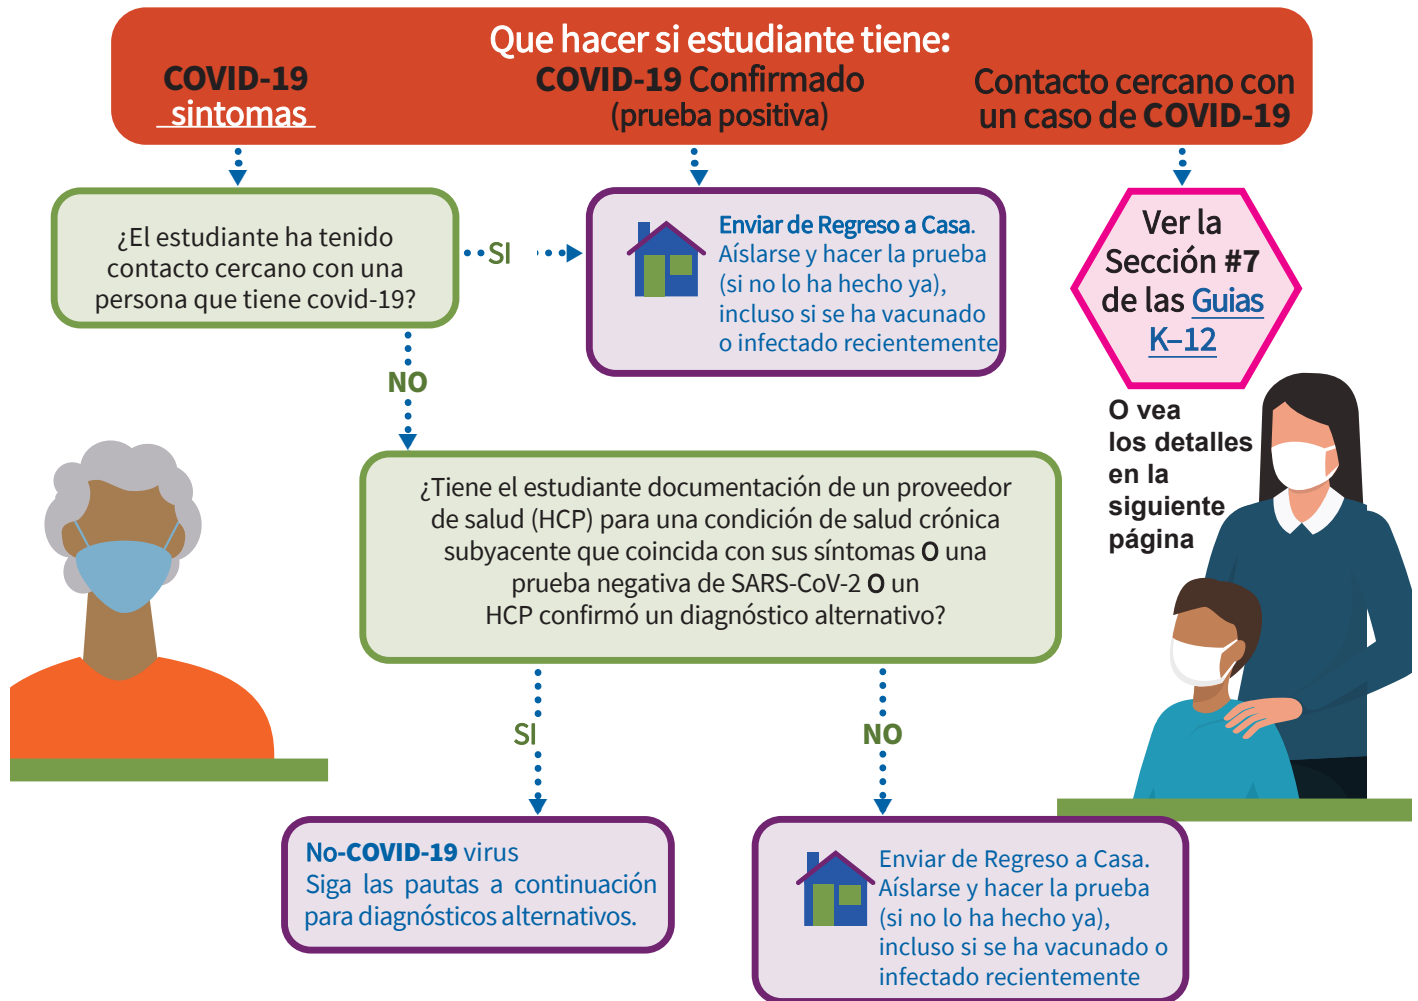 Que hacer si estudiante tiene:
COVID-19
sintomas
COVID-19 Confirmado
(prueba positiva)
Contacto cercano con
un caso de COVID-19
¿El estudiante ha tenido
contacto cercano con una
persona que tiene covid-19?
SI
Enviar de Regreso a Casa.
Aíslarse y hacer la prueba
(si no lo ha hecho ya),
incluso si se ha vacunado
o infectado recientemente
Ver la
Sección #7
de las Guias
K–12
O vea
los detalles
en la
siguiente
página
NO
¿Tiene el estudiante documentación de un proveedor
de salud (HCP) para una condición de salud crónica
subyacente que coincida con sus síntomas O una
prueba negativa de SARS-CoV-2 O un
HCP confirmó un diagnóstico alternativo?
SI
NO
No-COVID-19 virus
Siga las pautas a continuación
para diagnósticos alternativos.
Enviar de Regreso a Casa.
Aíslarse y hacer la prueba
(si no lo ha hecho ya),
incluso si se ha vacunado o
infectado recientemente